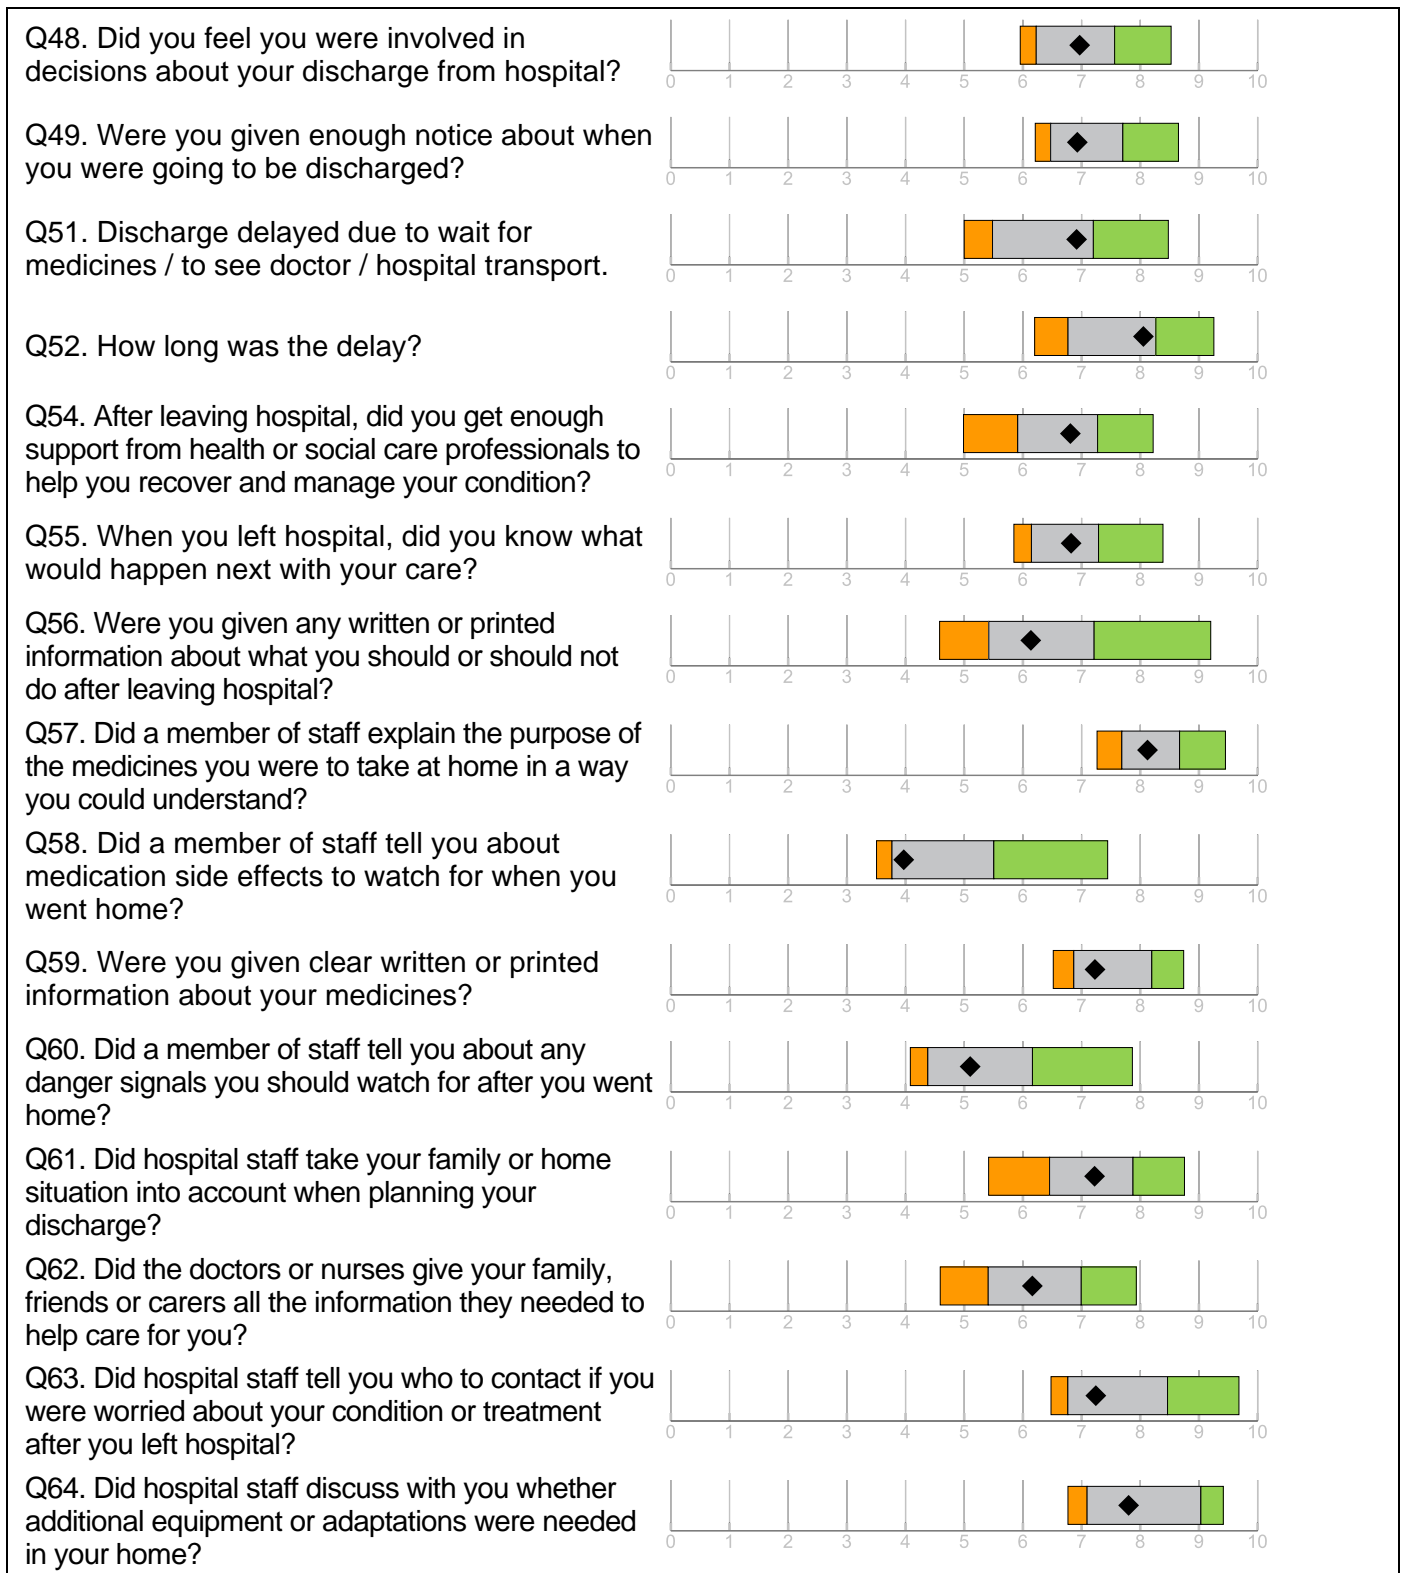 Q48. Did you feel you were involved in
decisions about your discharge from hospital?
0 1 2 3 4 5 6 7 8 9 10
Q49. Were you given enough notice about when
you were going to be discharged?
0 1 2 3 4 5 6 7 8 9 10
Q51. Discharge delayed due to wait for
medicines / to see doctor / hospital transport.
0 1 2 3 4 5 6 7 8 9 10
Q52. How long was the delay?
0 1 2 3 4 5 6 7 8 9 10
Q54. After leaving hospital, did you get enough
support from health or social care professionals to
help you recover and manage your condition?
0 1 2 3 4 5 6 7 8 9 10
Q55. When you left hospital, did you know what
would happen next with your care?
0 1 2 3 4 5 6 7 8 9 10
Q56. Were you given any written or printed
information about what you should or should not
do after leaving hospital?
0 1 2 3 4 5 6 7 8 9 10
Q57. Did a member of staff explain the purpose of
the medicines you were to take at home in a way
you could understand?
0 1 2 3 4 5 6 7 8 9 10
Q58. Did a member of staff tell you about
medication side effects to watch for when you
went home?
0 1 2 3 4 5 6 7 8 9 10
Q59. Were you given clear written or printed
information about your medicines?
0 1 2 3 4 5 6 7 8 9 10
Q60. Did a member of staff tell you about any
danger signals you should watch for after you went
home?
0 1 2 3 4 5 6 7 8 9 10
Q61. Did hospital staff take your family or home
situation into account when planning your
discharge?
0 1 2 3 4 5 6 7 8 9 10
Q62. Did the doctors or nurses give your family,
friends or carers all the information they needed to
help care for you?
0 1 2 3 4 5 6 7 8 9 10
Q63. Did hospital staff tell you who to contact if you
were worried about your condition or treatment
after you left hospital?
0 1 2 3 4 5 6 7 8 9 10
Q64. Did hospital staff discuss with you whether
additional equipment or adaptations were needed
in your home?
0 1 2 3 4 5 6 7 8 9 10